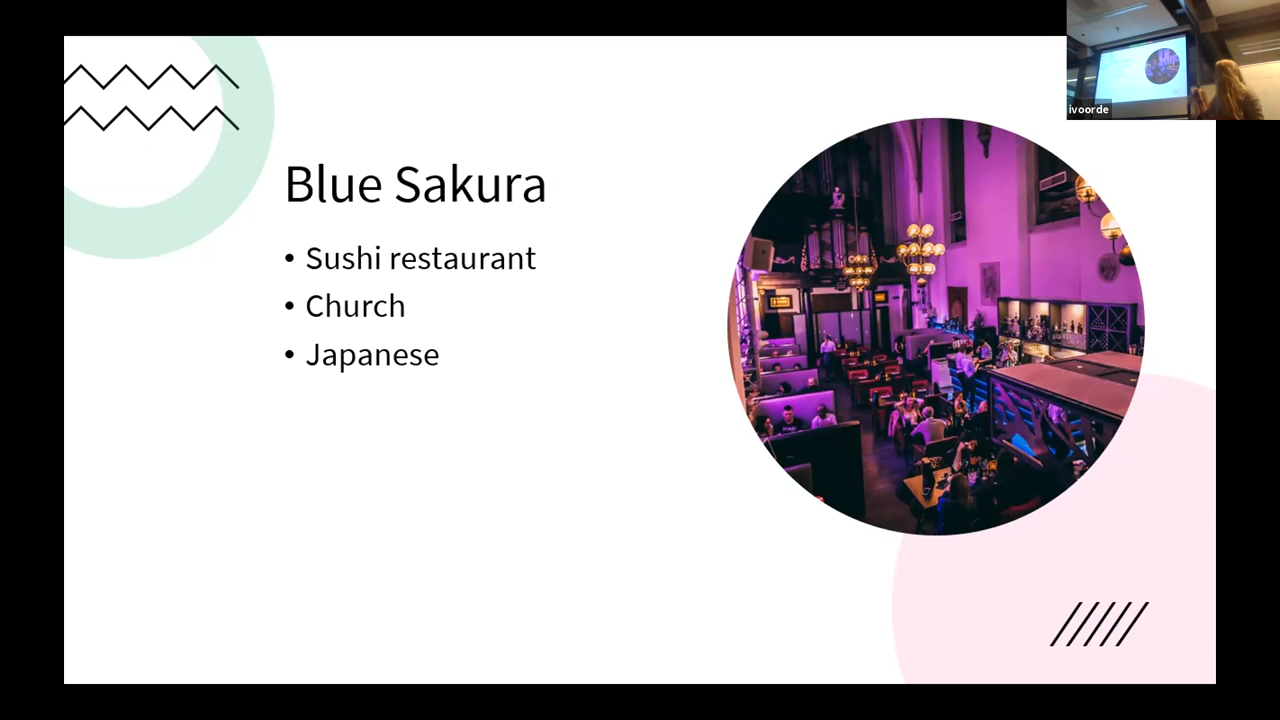 ivoorde
Blue Sakura
• Sushi restaurant
• Church
• Japanese